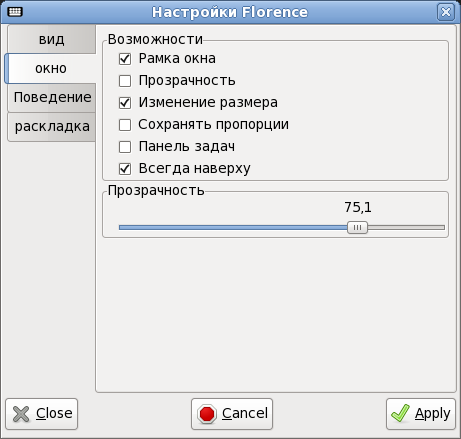 Настройки Florence
вид
окно
Поведение
раскладка
Возможности
Рамка окна
Прозрачность
Изменение размера
Сохранять пропорции
Панель задач
Всегда наверху
Прозрачность
75,1
Close
Cancel
Apply